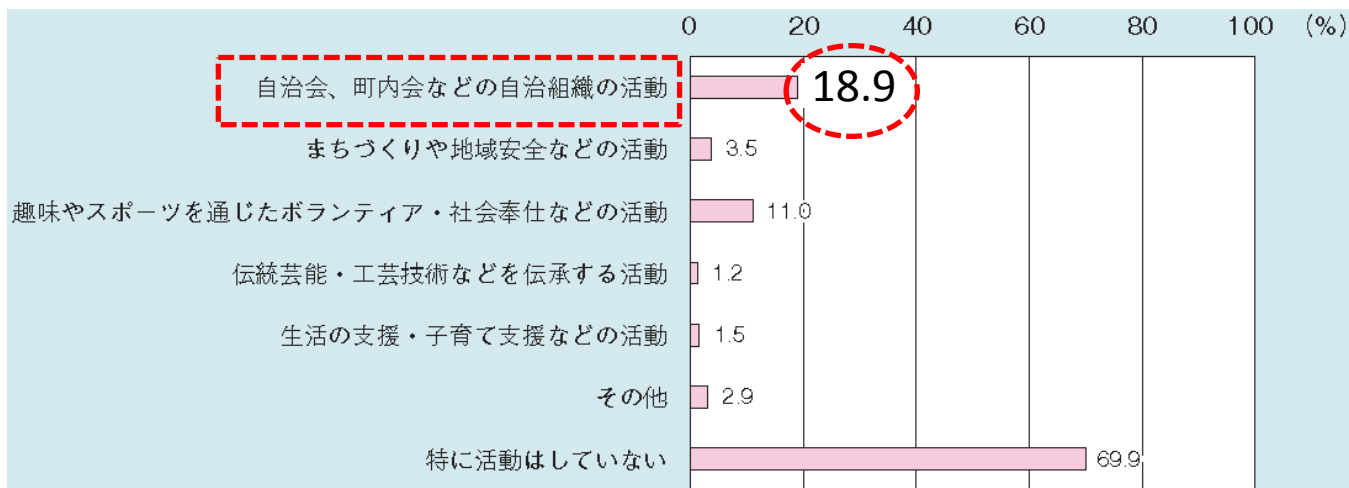 0 20 40 60 80 100 (%)
自治会、町内会などの自治組織の活動 18.9
まちづくりや地域安全などの活動 3.5
趣味やスポーツを通じたボランティア・社会奉仕などの活動 11.0
伝統芸能・工芸技術などを伝承する活動 1.2
生活の支援・子育て支援などの活動 1.5
その他 2.9
特に活動はしていない 69.9